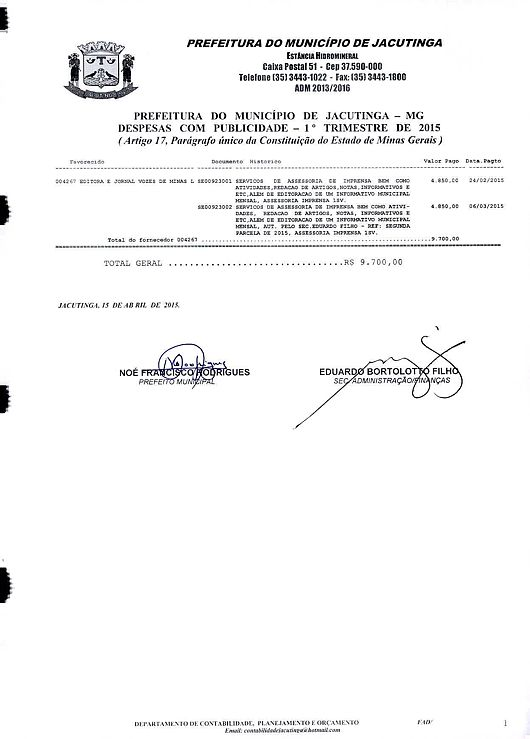 PREFEITURA DO MUNICÍPIO DE JACUTINGA
ESTÂNCIA HIDROMINERAL
Caixa Postal 51 - Cep 37.590-000
Telefone (35) 3443-1022 - Fax: (35) 3443-1800
ADM 2013/2016
PREFEITURA DO MUNICÍPIO DE JACUTINGA – MG
DESPESAS COM PUBLICIDADE – 1º TRIMESTRE DE 2015
( Artigo 17, Parágrafo único da Constituição do Estado de Minas Gerais )
Favorecido Documento Historico Valor Pago Data.Pagto
004267 EDITORA E JORNAL VOZES DE MINAS L SE00923001 SERVICOS DE ASSESSORIA DE IMPRENSA BEM COMO 4.850,00 24/02/2015
ATIVIDADES,REDACAO DE ARTIGOS,NOTAS,INFORMATIVOS E
ETC,ALEM DE EDITORACAO DE UM INFORMATIVO MUNICIPAL
MENSAL, ASSESSORIA IMPRENSA 1SV.
SE00923002 SERVICOS DE ASSESSORIA DE IMPRENSA BEM COMO ATIVI- 4.850,00 06/03/2015
DADES, REDACAO DE ARTIGOS, NOTAS, INFORMATIVOS E
ETC,ALEM DE EDITORACAO DE UM INFORMATIVO MUNICIPAL
MENSAL, AUT. PELO SEC.EDUARDO FILHO - REF: SEGUNDA
PARCELA DE 2015, ASSESSORIA IMPRENSA 1SV.
Total do fornecedor 004267 ......................................................................9.700,00
TOTAL GERAL ................................R$ 9.700,00
JACUTINGA, 15 DE AB RIL DE 2015.
NOÉ FRANCISCO RODRIGUES
PREFEITO MUNICIPAL
EDUARDO BORTOLOTTO FILHO
SEC. ADMINISTRAÇÃO/FINANÇAS
DEPARTAMENTO DE CONTABILIDADE, PLANEJAMENTO E ORÇAMENTO FAD/ 1
Email: contabilidadejacutinga@hotmail.com